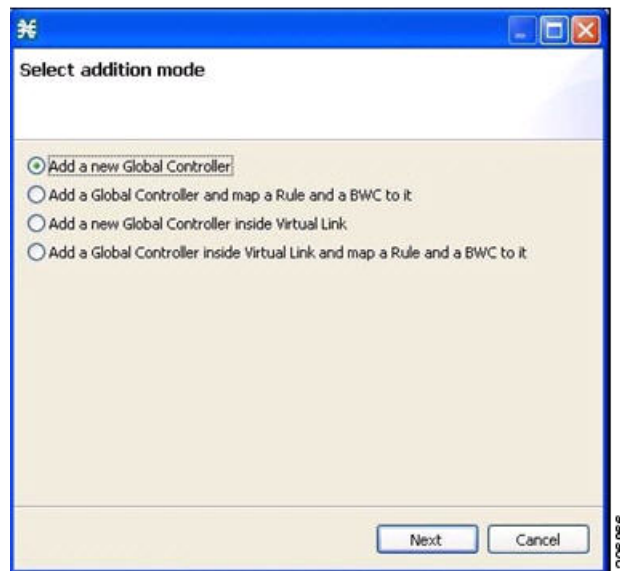 Select addition mode
Add a new Global Controller
Add a Global Controller and map a Rule and a BWC to it
Add a new Global Controller inside Virtual Link
Add a Global Controller inside Virtual Link and map a Rule and a BWC to it
Next
Cancel